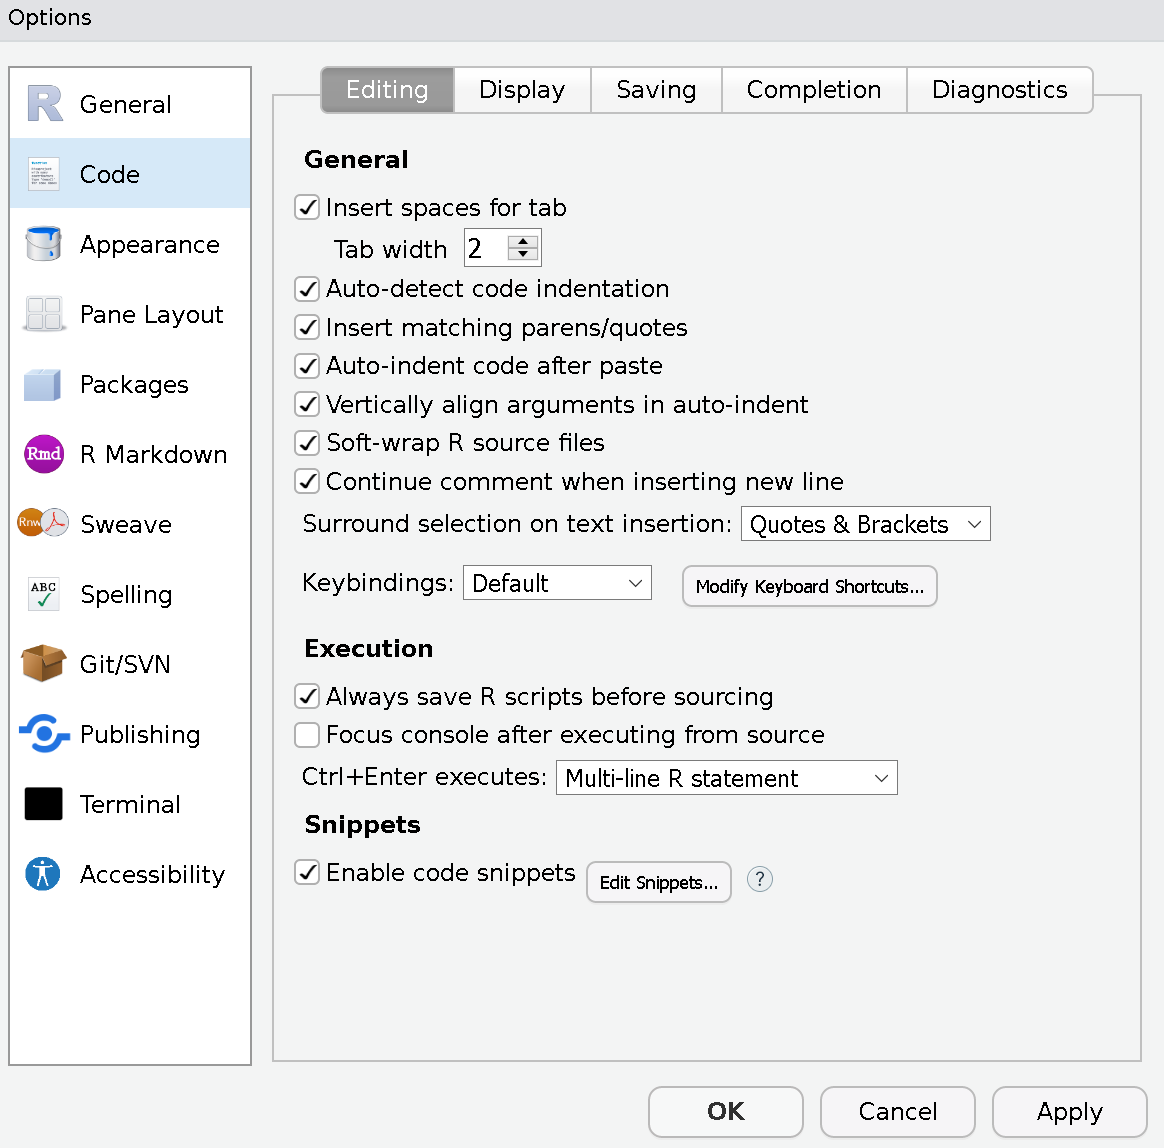 Options
General
Code
Appearance
Pane Layout
Packages
Rmd R Markdown
Rnw Sweave
ABC Spelling
Git/SVN
Publishing
Terminal
Accessibility
Editing Display Saving Completion Diagnostics
General
Insert spaces for tab
Tab width 2
Auto-detect code indentation
Insert matching parens/quotes
Auto-indent code after paste
Vertically align arguments in auto-indent
Soft-wrap R source files
Continue comment when inserting new line
Surround selection on text insertion: Quotes & Brackets
Keybindings: Default Modify Keyboard Shortcuts...
Execution
Always save R scripts before sourcing
Focus console after executing from source
Ctrl+Enter executes: Multi-line R statement
Snippets
Enable code snippets Edit Snippets... ?
OK Cancel Apply